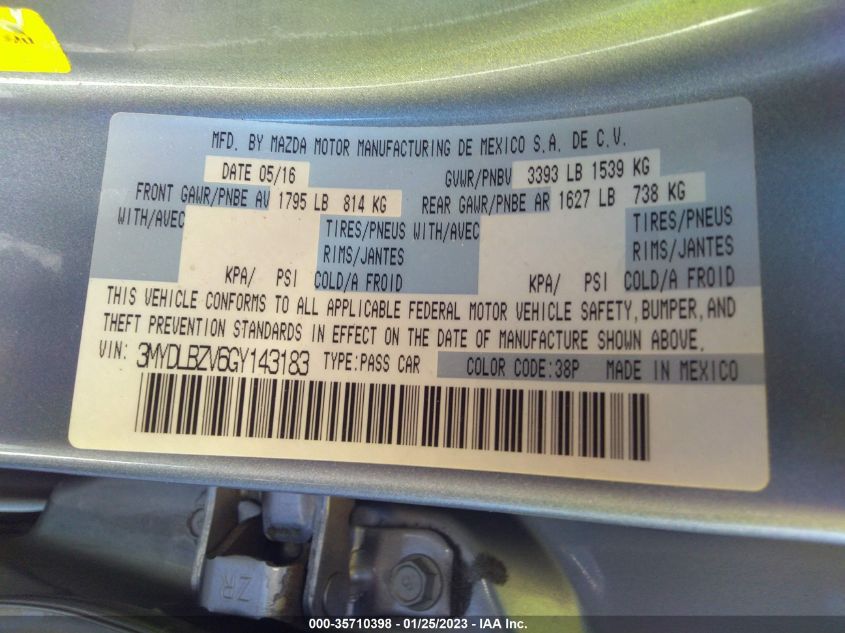 MFD. BY MAZDA MOTOR MANUFACTURING DE MEXICO S.A. DE C.V.
DATE 05/16 GVWR/PNBV 3393 LB 1539 KG
FRONT GAWR/PNBE AV 1795 LB 814 KG REAR GAWR/PNBE AR 1627 LB 738 KG
WITH/AVEC TIRES/PNEUS WITH/AVEC TIRES/PNEUS
RIMS/JANTES RIMS/JANTES
KPA/ PSI COLD/A FROID KPA/ PSI COLD/A FROID
THIS VEHICLE CONFORMS TO ALL APPLICABLE FEDERAL MOTOR VEHICLE SAFETY, BUMPER, AND
THEFT PREVENTION STANDARDS IN EFFECT ON THE DATE OF MANUFACTURE SHOWN ABOVE.
VIN: 3MYDLBZV6GY143183 TYPE:PASS CAR COLOR CODE:38P MADE IN MEXICO
ZR
000-35710398 - 01/25/2023 - IAA Inc.